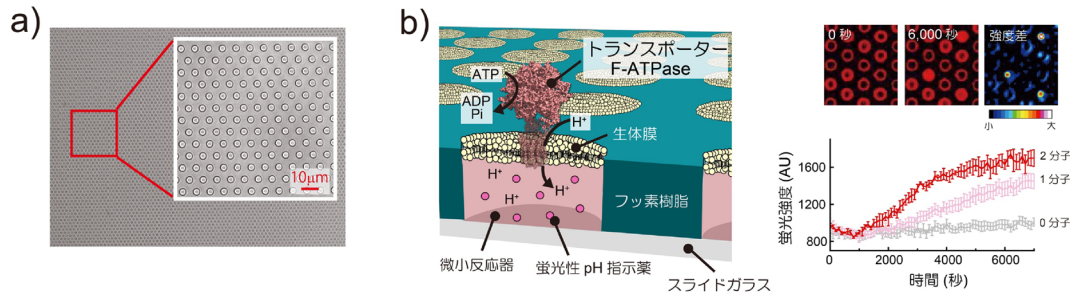 a)
10μm
b)
トランスポーター
F-ATPase
ATP
ADP
Pi
H⁺
生体膜
H⁺
H⁺
H⁺
フッ素樹脂
微小反応器
蛍光性 pH 指示薬
スライドガラス
0 秒
6,000 秒
強度差
小
大
蛍光強度 (AU)
1600
1200
800
0
2000
4000
6000
時間 (秒)
2 分子
1 分子
0 分子